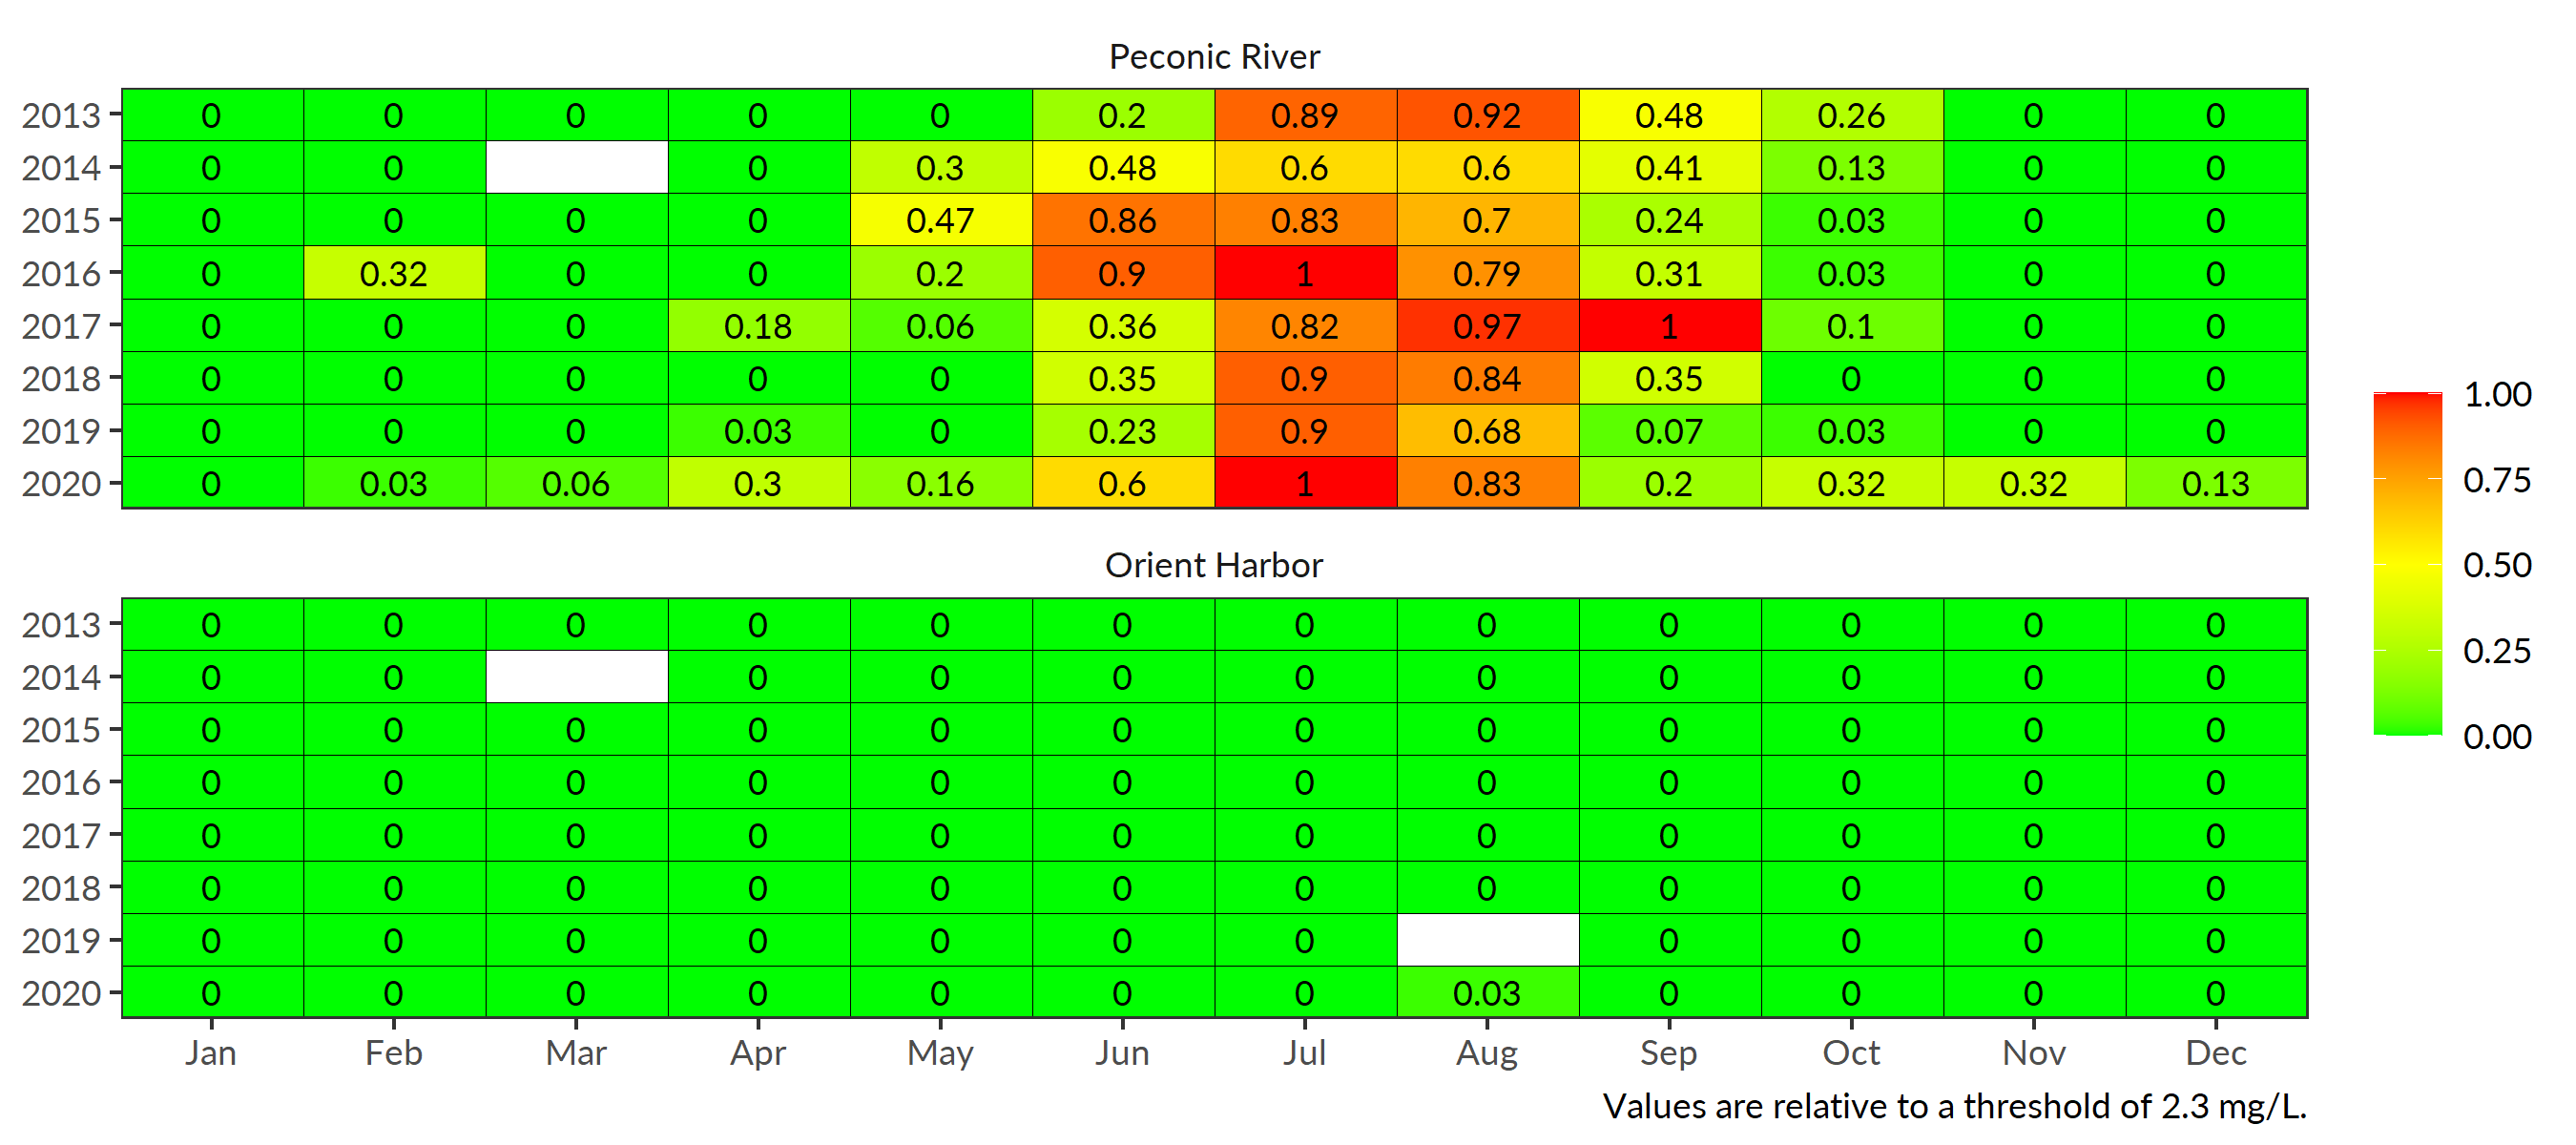 Peconic River
2013 0 0 0 0 0 0.2 0.89 0.92 0.48 0.26 0 0
2014 0 0 0 0.3 0.48 0.6 0.6 0.41 0.13 0 0
2015 0 0 0 0 0.47 0.86 0.83 0.7 0.24 0.03 0 0
2016 0 0.32 0 0 0.2 0.9 1 0.79 0.31 0.03 0 0
2017 0 0 0 0.18 0.06 0.36 0.82 0.97 1 0.1 0 0
2018 0 0 0 0 0 0.35 0.9 0.84 0.35 0 0 0
2019 0 0 0 0.03 0 0.23 0.9 0.68 0.07 0.03 0 0
2020 0 0.03 0.06 0.3 0.16 0.6 1 0.83 0.2 0.32 0.32 0.13
Orient Harbor
2013 0 0 0 0 0 0 0 0 0 0 0 0
2014 0 0 0 0 0 0 0 0 0 0 0
2015 0 0 0 0 0 0 0 0 0 0 0 0
2016 0 0 0 0 0 0 0 0 0 0 0 0
2017 0 0 0 0 0 0 0 0 0 0 0 0
2018 0 0 0 0 0 0 0 0 0 0 0 0
2019 0 0 0 0 0 0 0 0 0 0 0
2020 0 0 0 0 0 0 0 0.03 0 0 0 0
Jan Feb Mar Apr May Jun Jul Aug Sep Oct Nov Dec
Values are relative to a threshold of 2.3 mg/L.
1.00
0.75
0.50
0.25
0.00